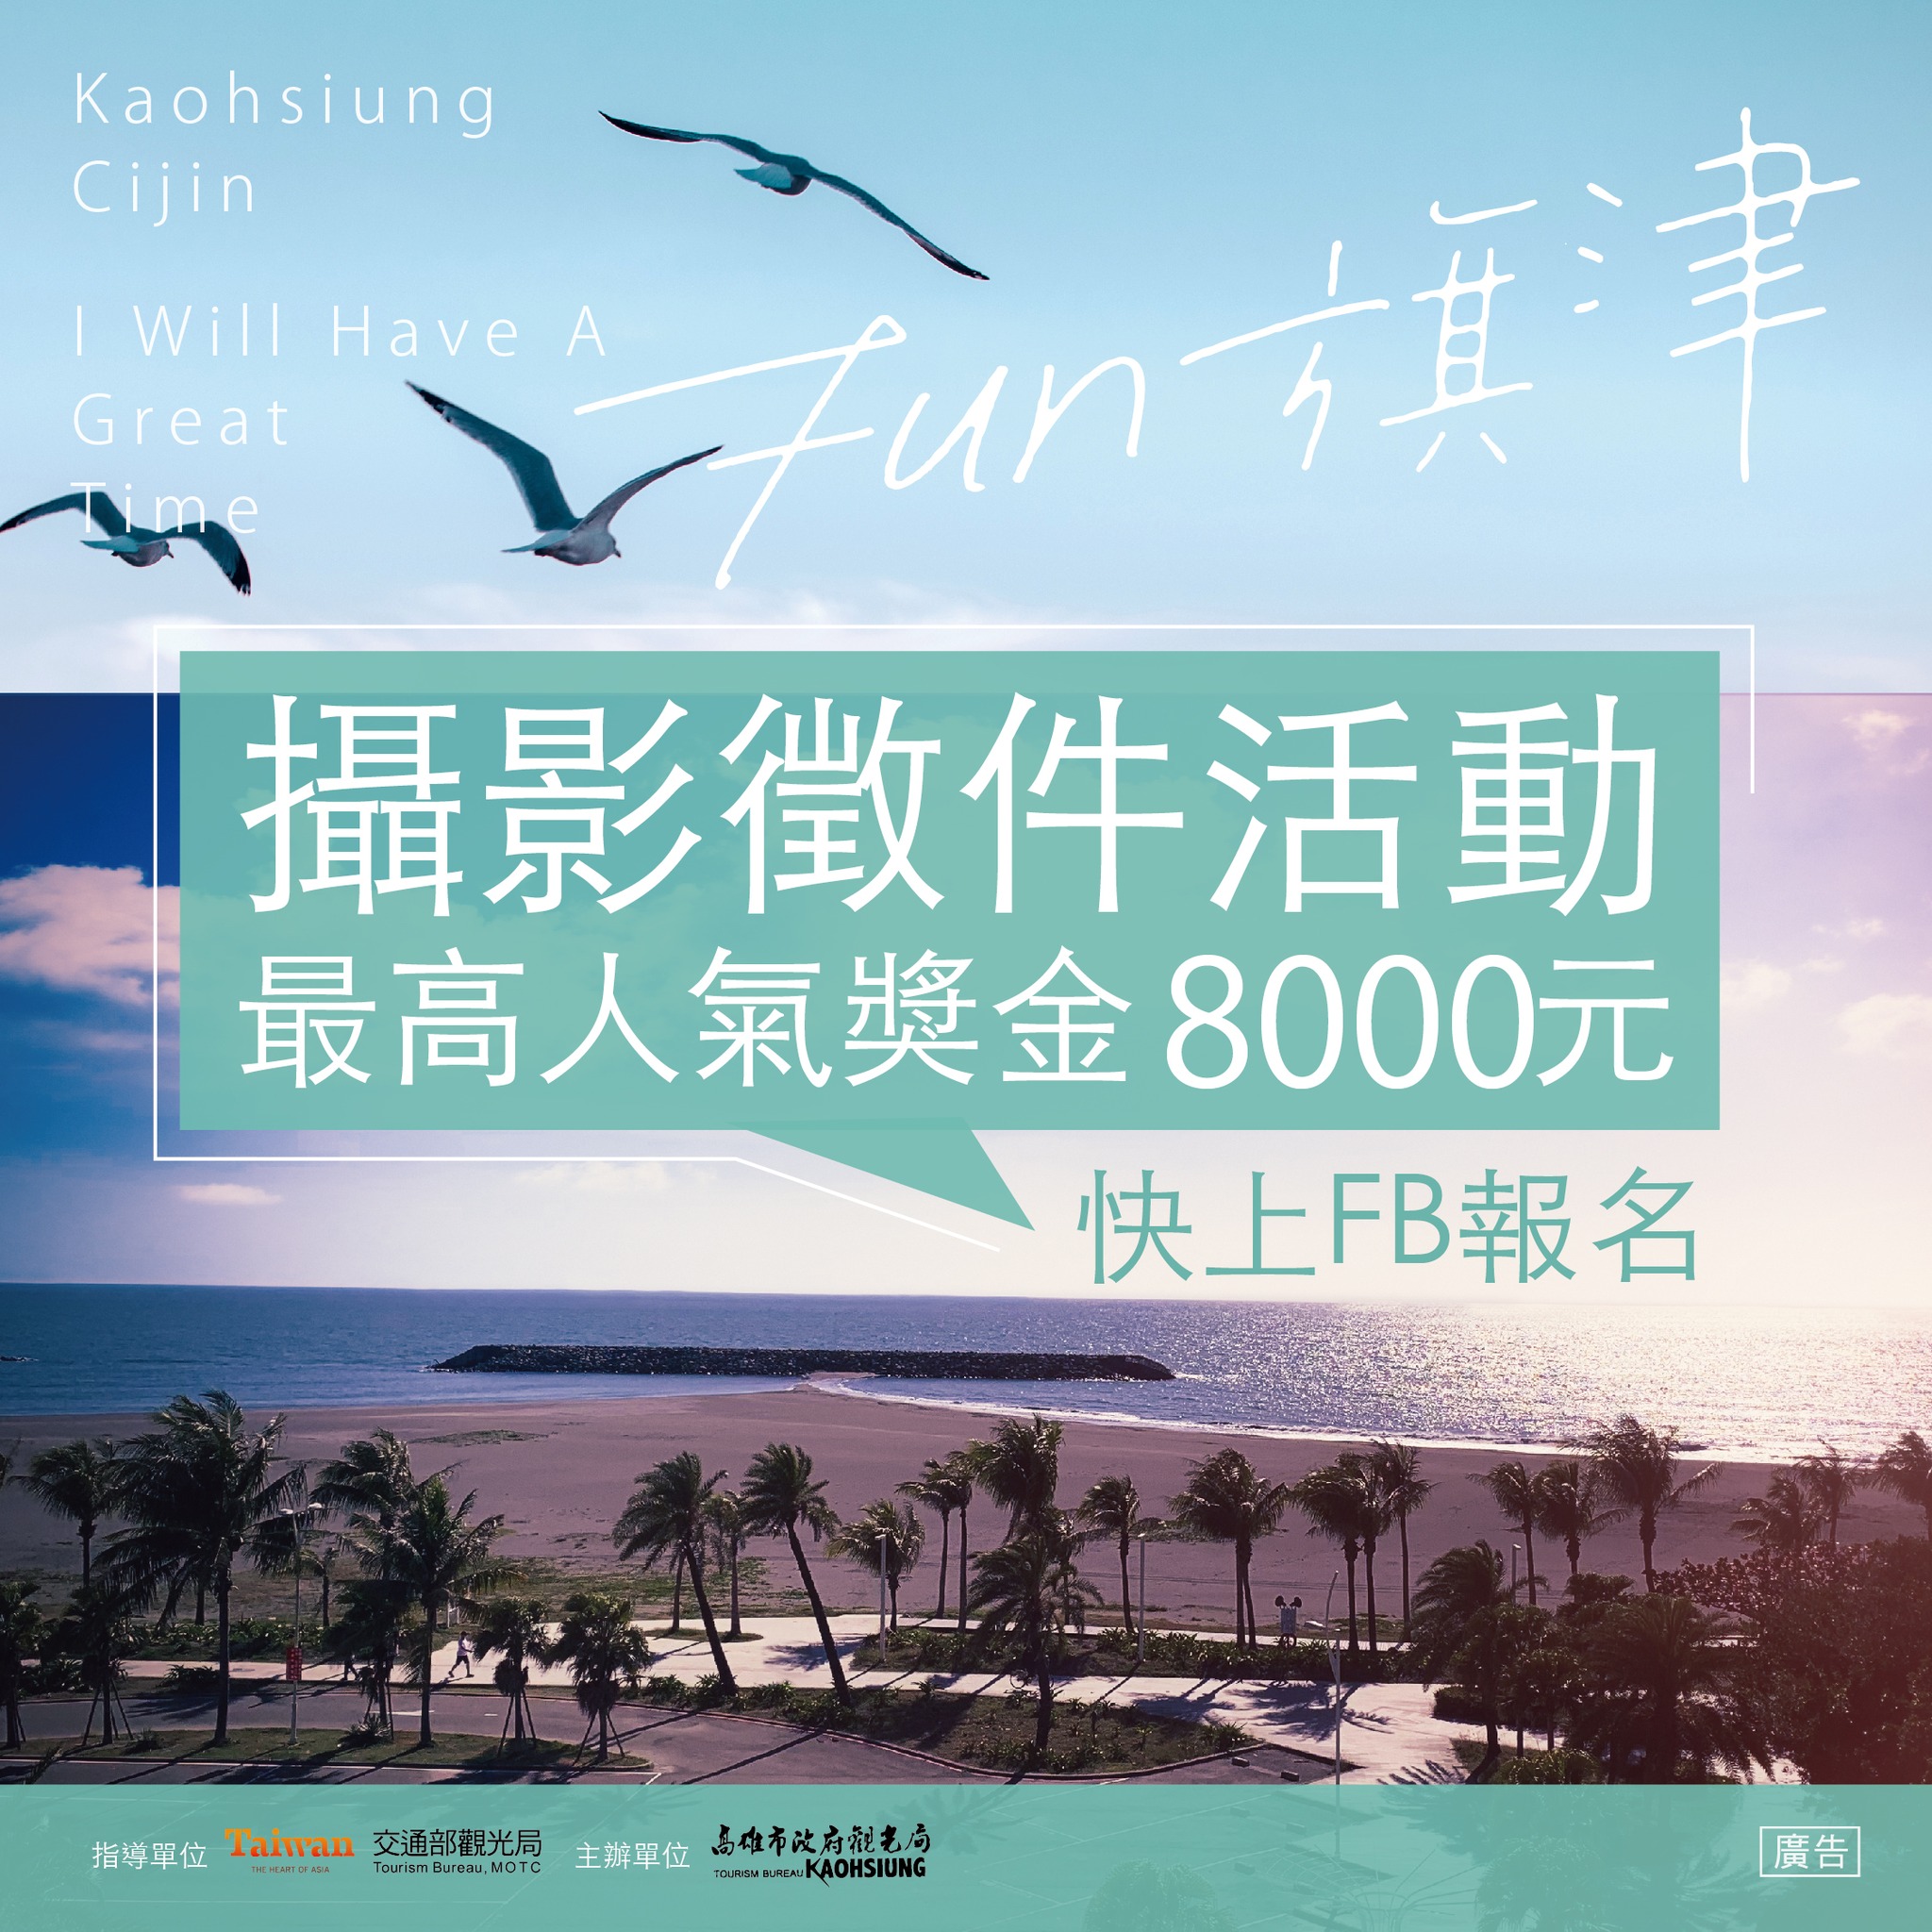 Kaohsiung
Cijin
I Will Have A
Great
Time
Fun旗津
攝影徵件活動
最高人氣獎金8000元
快上FB報名
指導單位
Taiwan
THE HEART OF ASIA
交通部觀光局
Tourism Bureau, MOTC
主辦單位
高雄市政府觀光局
TOURISM BUREAU KAOHSIUNG
廣告